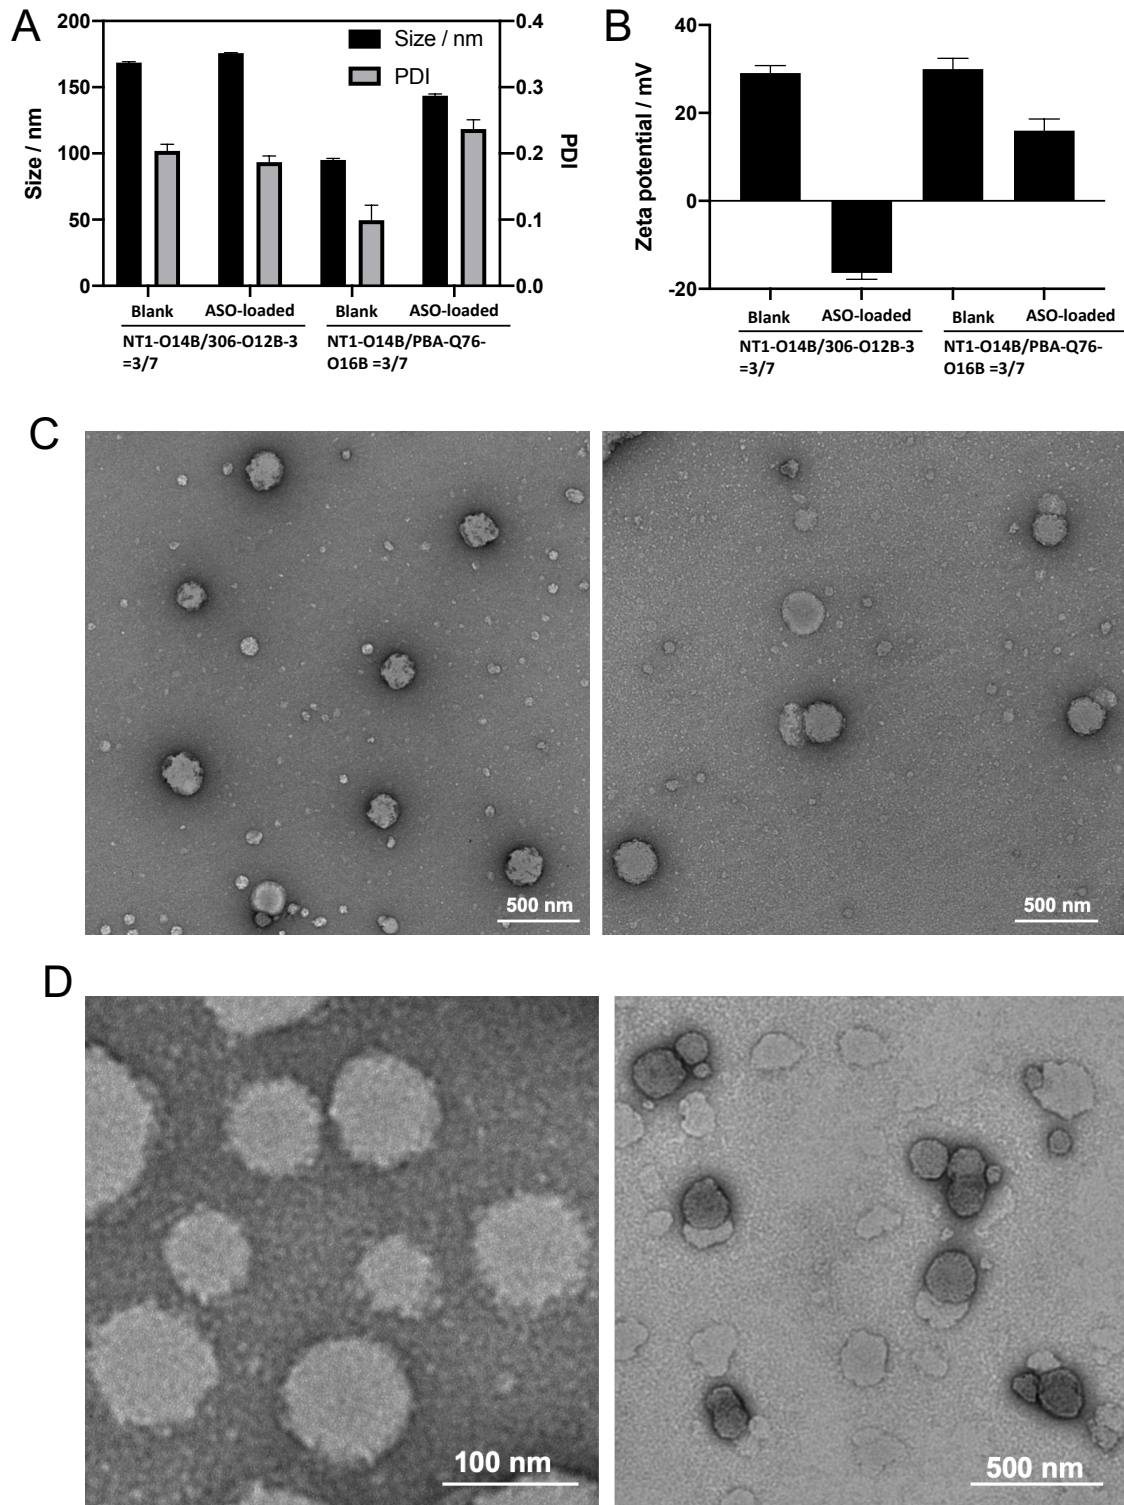 A
Size / nm
PDI
200
150
100
50
0
0.4
0.3
0.2
0.1
0.0
Size / nm
PDI
Blank
ASO-loaded
Blank
ASO-loaded
NT1-O14B/306-O12B-3
=3/7
NT1-O14B/PBA-Q76-
O16B =3/7
B
Zeta potential / mV
40
20
0
-20
Blank
ASO-loaded
Blank
ASO-loaded
NT1-O14B/306-O12B-3
=3/7
NT1-O14B/PBA-Q76-
O16B =3/7
C
500 nm
500 nm
D
100 nm
500 nm